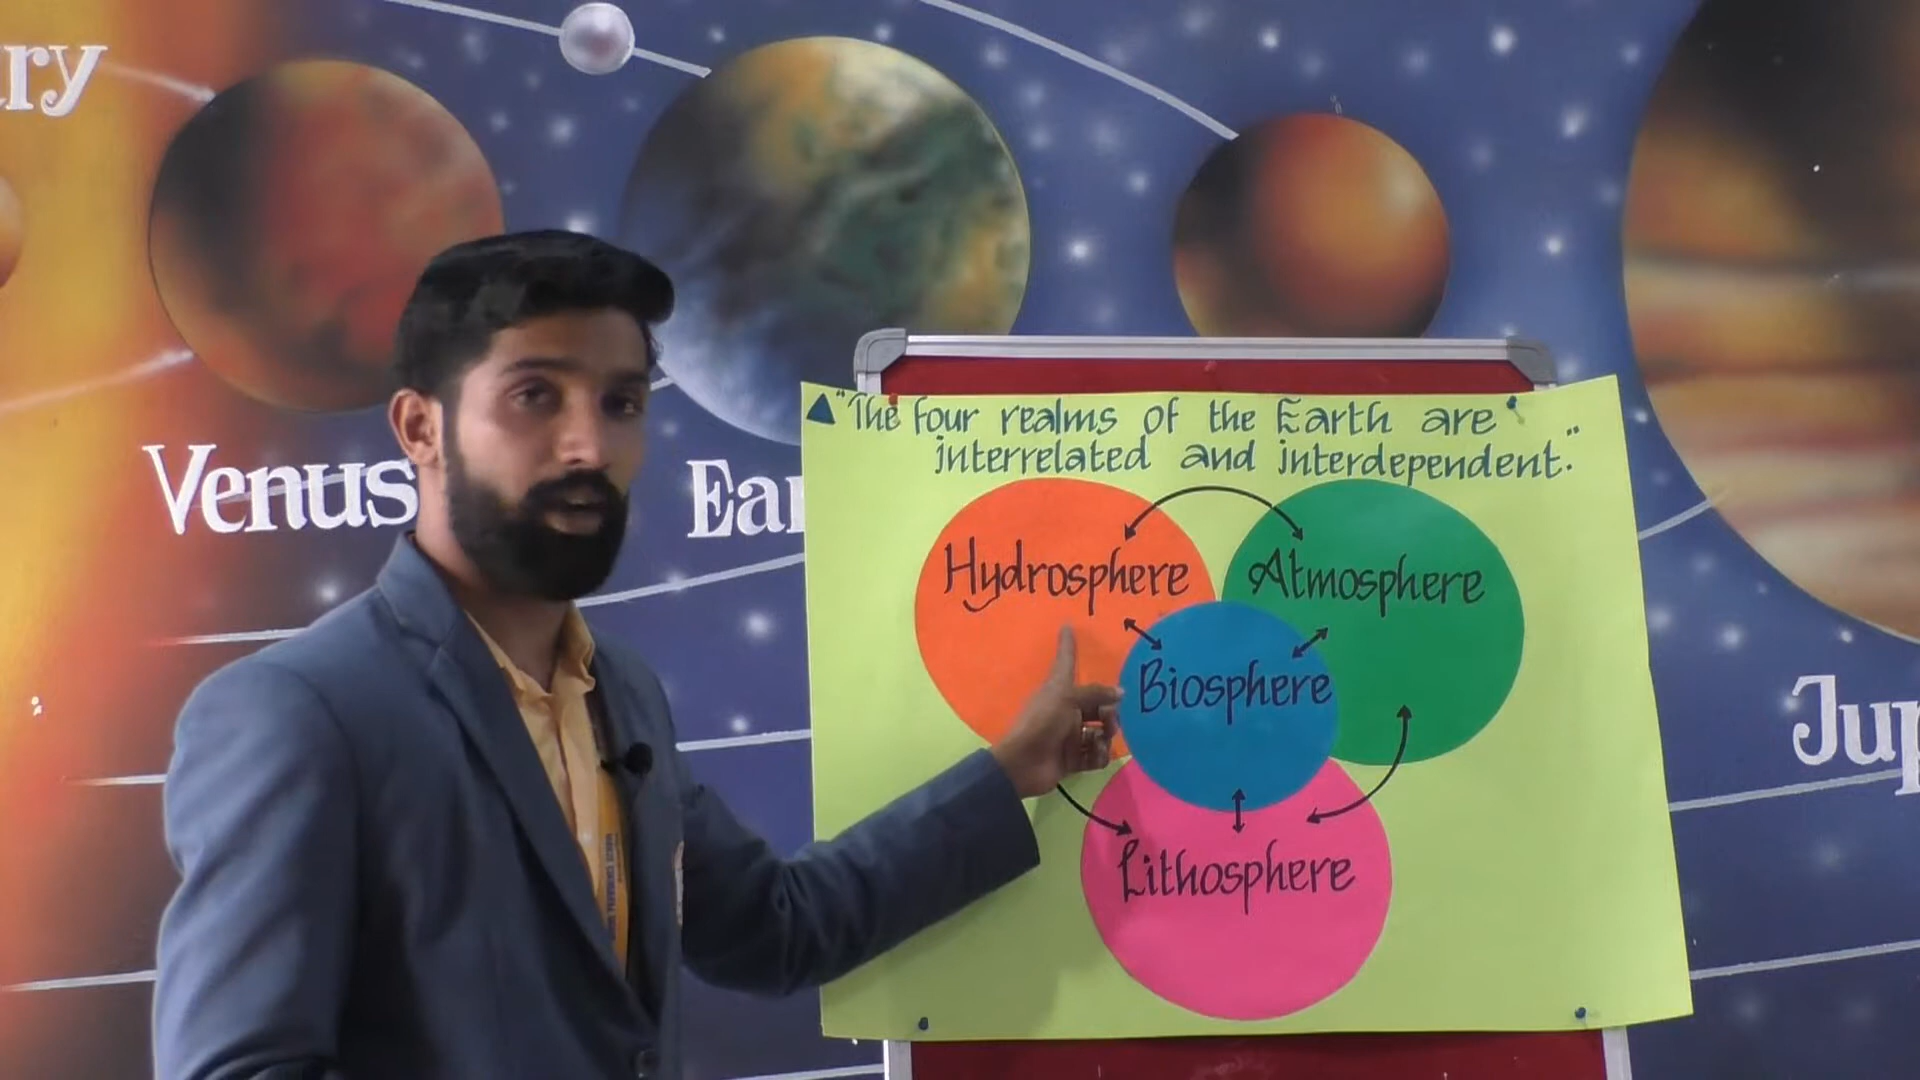 ry
Venus
Ear
Jup
"The four realms of the Earth are
interrelated and interdependent."
Hydrosphere
Atmosphere
Biosphere
Lithosphere